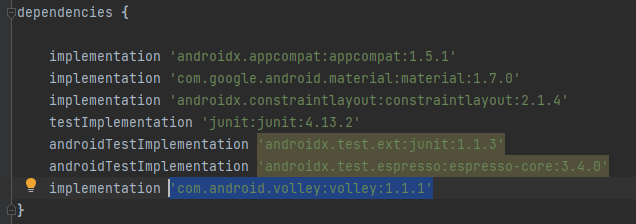 dependencies {
implementation 'androidx.appcompat:appcompat:1.5.1'
implementation 'com.google.android.material:material:1.7.0'
implementation 'androidx.constraintlayout:constraintlayout:2.1.4'
testImplementation 'junit:junit:4.13.2'
androidTestImplementation 'androidx.test.ext:junit:1.1.3'
androidTestImplementation 'androidx.test.espresso:espresso-core:3.4.0'
implementation 'com.android.volley:volley:1.1.1'
}